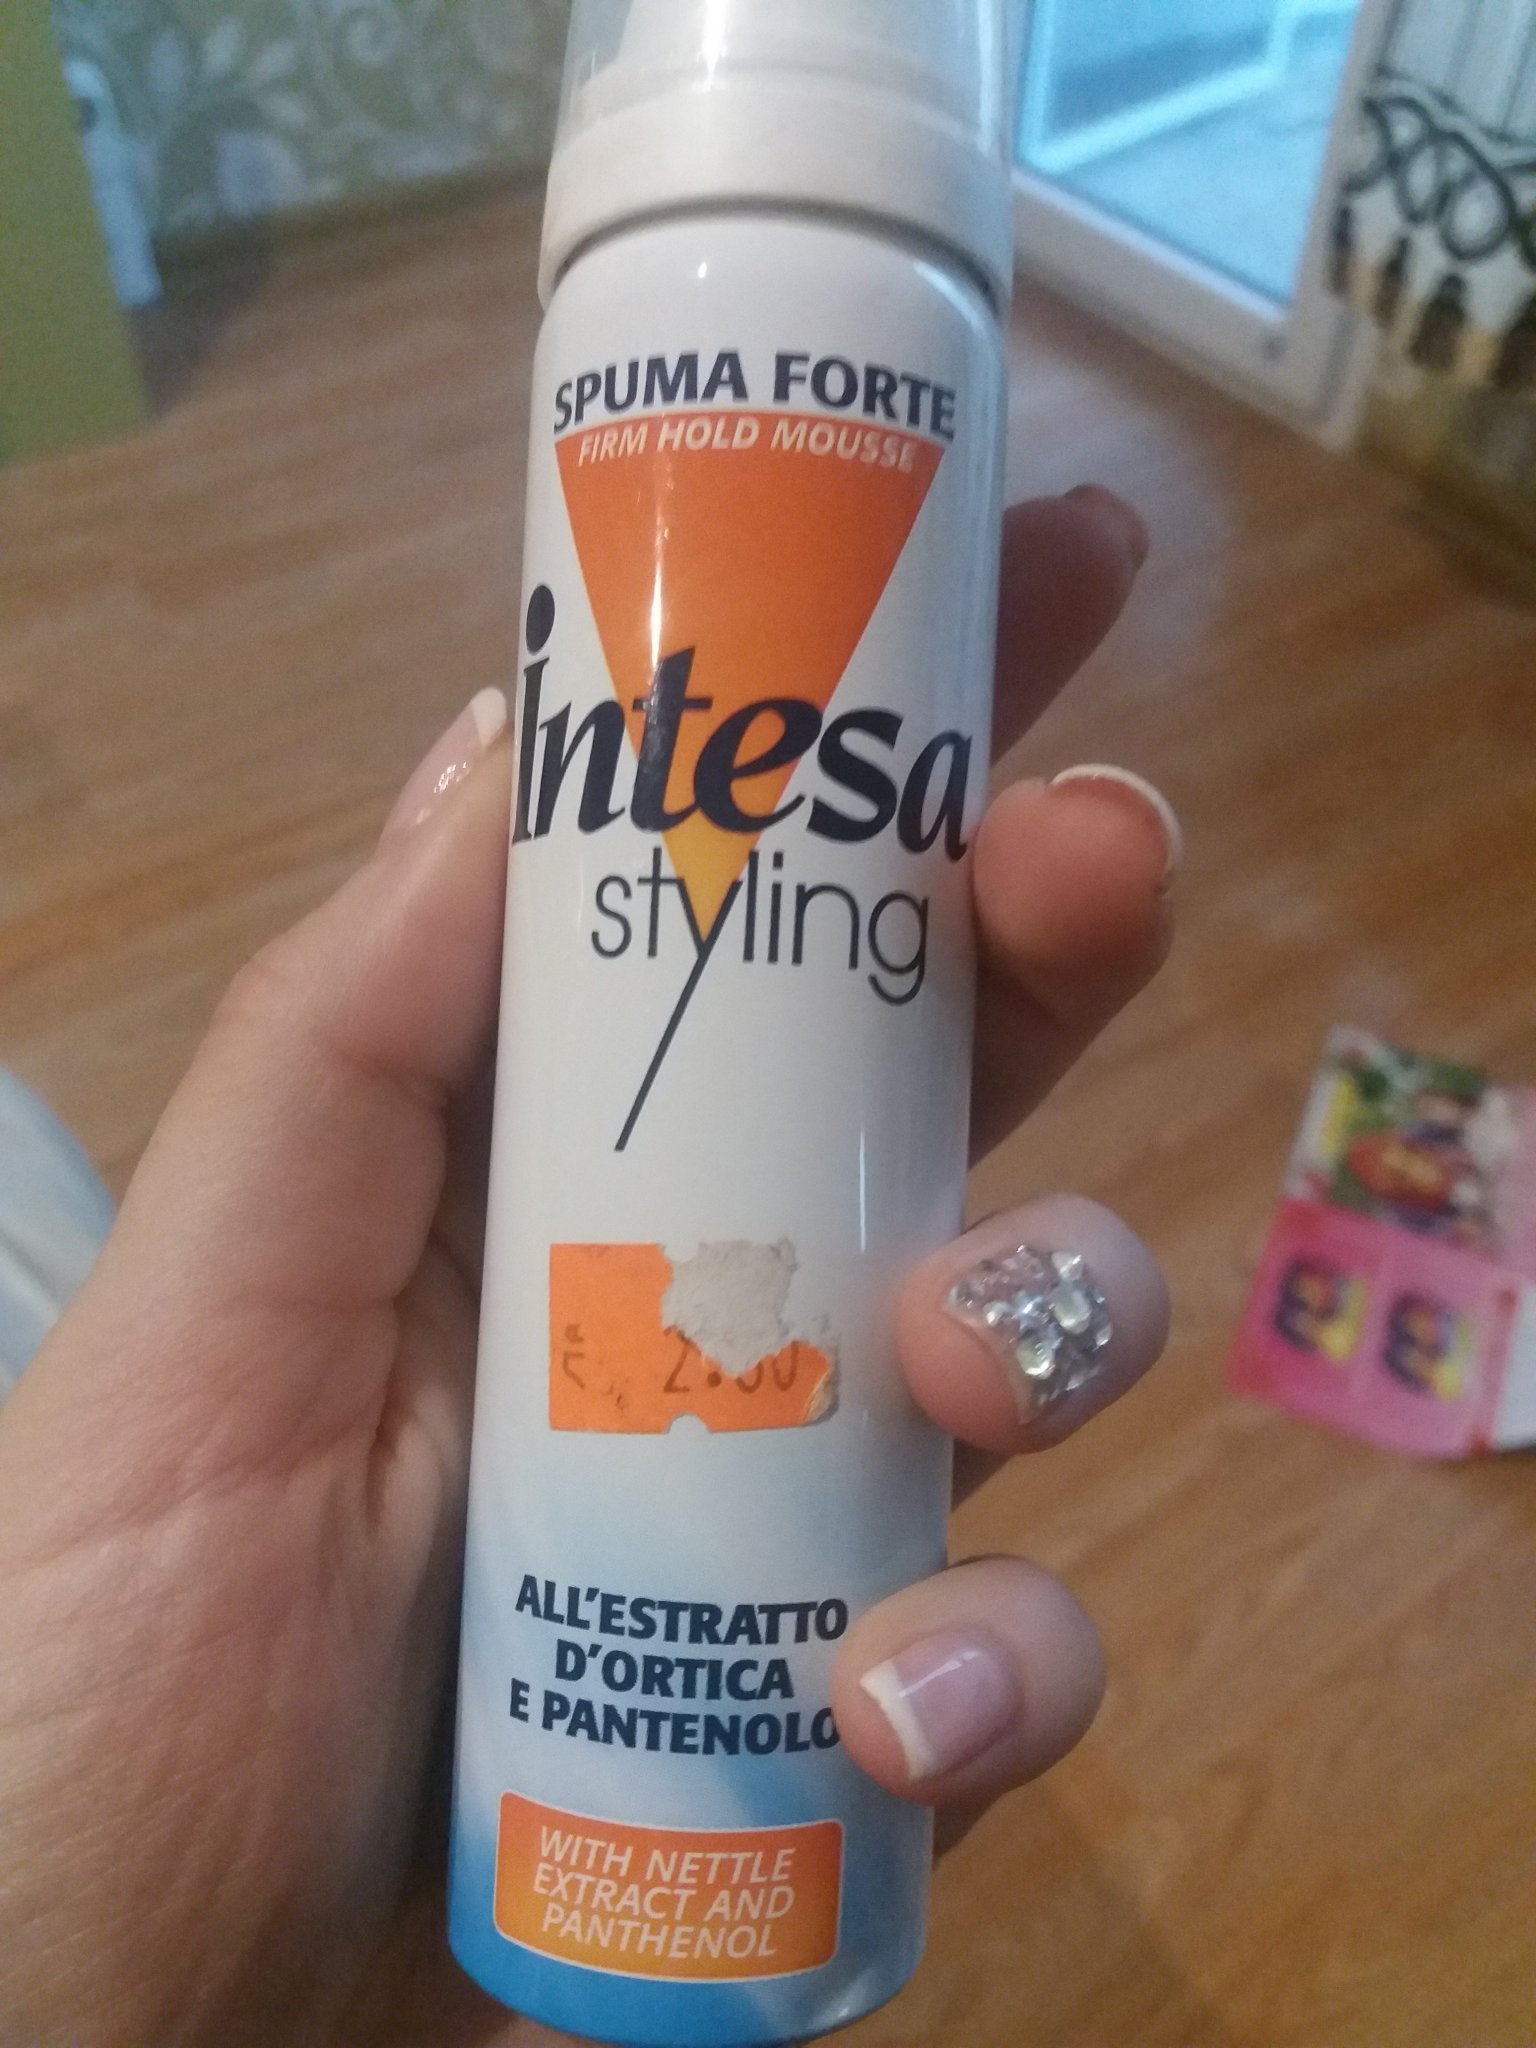 SPUMA FORTE
FIRM HOLD MOUSSE
intesa
styling
ALL'ESTRATTO
D'ORTICA
E PANTENOLO
WITH NETTLE
EXTRACT AND
PANTHENOL